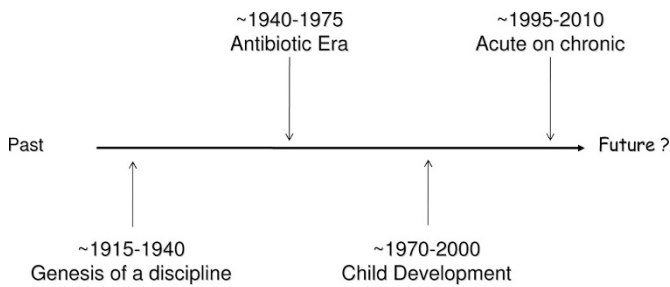 ~1940-1975
Antibiotic Era
~1995-2010
Acute on chronic
Past
Future ?
~1915-1940
Genesis of a discipline
~1970-2000
Child Development